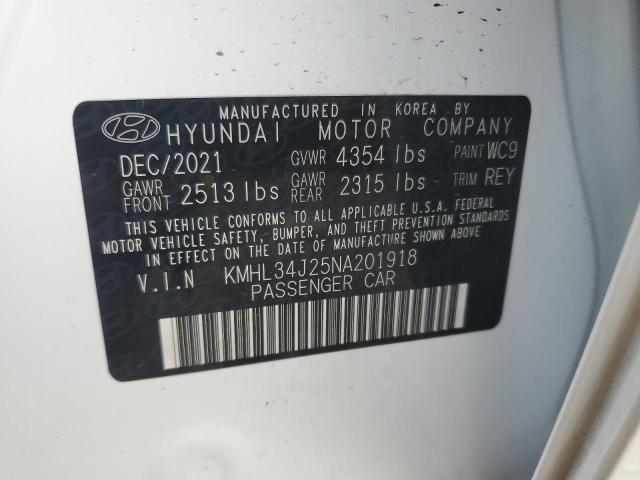 MANUFACTURED IN KOREA BY
HYUNDAI MOTOR COMPANY
DEC/2021 GVWR 4354 lbs PAINT WC9
GAWR FRONT 2513 lbs GAWR REAR 2315 lbs TRIM REY
THIS VEHICLE CONFORMS TO ALL APPLICABLE U.S.A. FEDERAL
MOTOR VEHICLE SAFETY, BUMPER, AND THEFT PREVENTION STANDARDS
IN EFFECT ON THE DATE OF MANUFACTURE SHOWN ABOVE.
V.I.N KMHL34J25NA201918
PASSENGER CAR